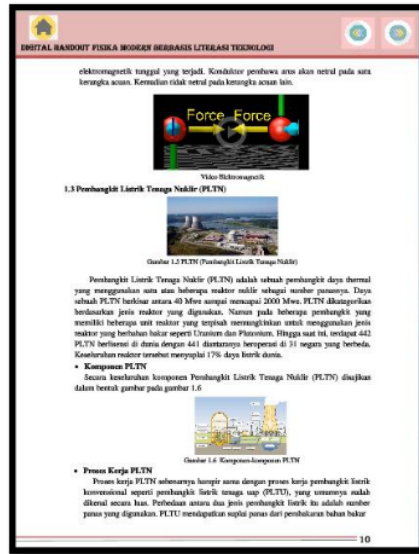 DIGITAL HANDOUT FISIKA MODERN BERBASIS LITERASI TEKNOLOGI
elektromagnetik tunggal yang terjadi. Konduktor pembawa arus akan netral pada satu
kerangka acuan. Kemudian tidak netral pada kerangka acuan lain.
Force Force
Video Elektromagnetik
1.3 Pembangkit Listrik Tenaga Nuklir (PLTN)
Gambar 1.5 PLTN (Pembangkit Listrik Tenaga Nuklir)
Pembangkit Listrik Tenaga Nuklir (PLTN) adalah sebuah pembangkit daya thermal
yang menggunakan satu atau beberapa reaktor nuklir sebagai sumber panasnya. Daya
sebuah PLTN berkisar antara 40 Mwe sampai mencapai 2000 Mwe. PLTN dikategorikan
berdasarkan jenis reaktor yang digunakan. Namun pada beberapa pembangkit yang
memiliki beberapa unit reaktor yang terpisah memungkinkan untuk menggunakan jenis
reaktor yang berbahan bakar seperti Uranium dan Plutonium. Hingga saat ini, terdapat 442
PLTN berlisensi di dunia dengan 441 diantaranya beroperasi di 31 negara yang berbeda.
Keseluruhan reaktor tersebut menyuplai 17% daya listrik dunia.
• Komponen PLTN
Secara keseluruhan komponen Pembangkit Listrik Tenaga Nuklir (PLTN) disajikan
dalam bentuk gambar pada gambar 1.6
Gambar 1.6 Komponen-komponen PLTN
• Proses Kerja PLTN
Proses kerja PLTN sebenarnya hampir sama dengan proses kerja pembangkit listrik
konvensional seperti pembangkit listrik tenaga uap (PLTU), yang umumnya sudah
dikenal secara luas. Perbedaan antara dua jenis pembangkit listrik itu adalah sumber
panas yang digunakan. PLTU mendapatkan suplai panas dari pembakaran bahan bakar
10